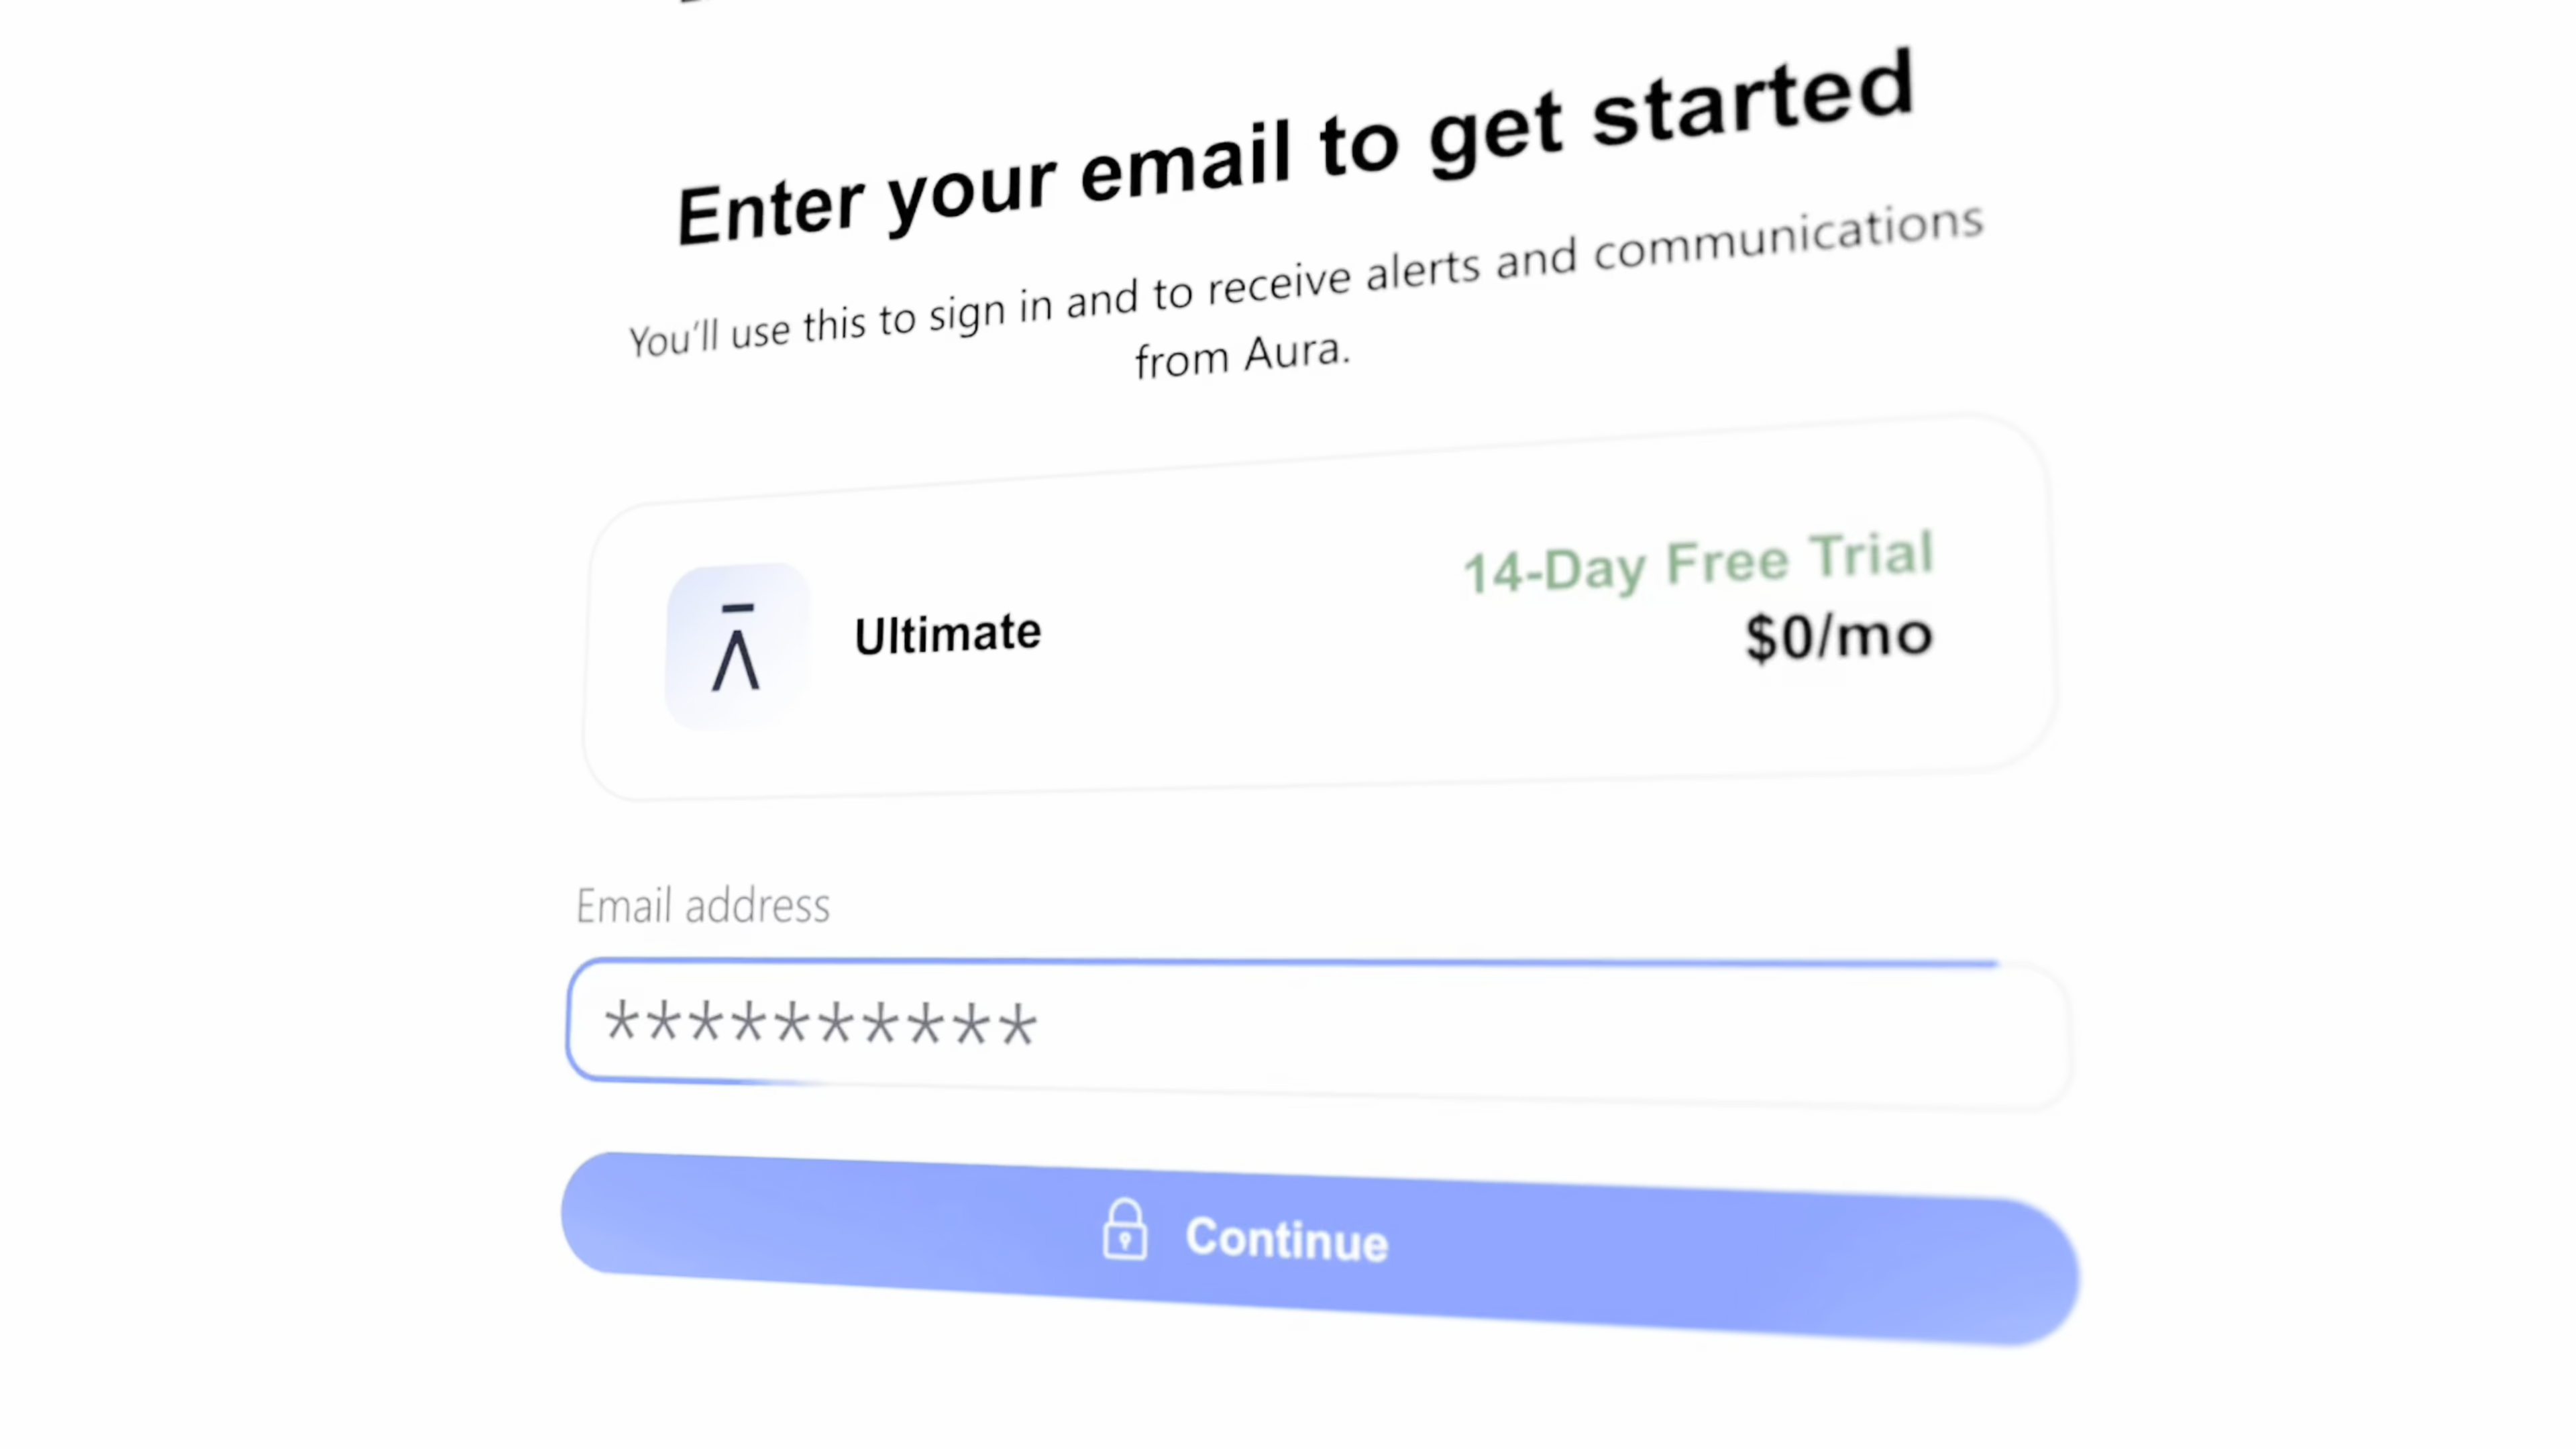 Enter your email to get started
You'll use this to sign in and to receive alerts and communications
from Aura.
14-Day Free Trial
Ultimate
$0/mo
Email address
**********
Continue